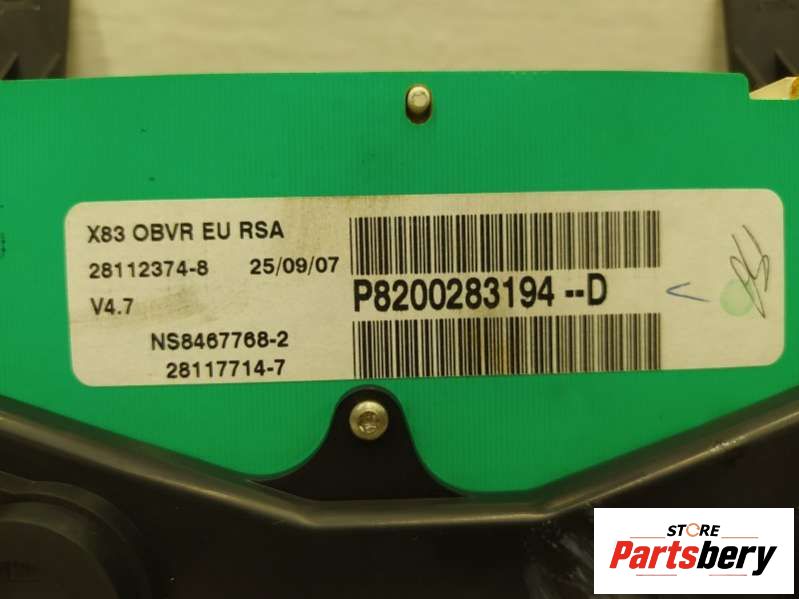 X83 OBVR EU RSA
28112374-8 25/09/07
V4.7
P8200283194 --D
NS8467768-2
28117714-7
STORE
Partsbery